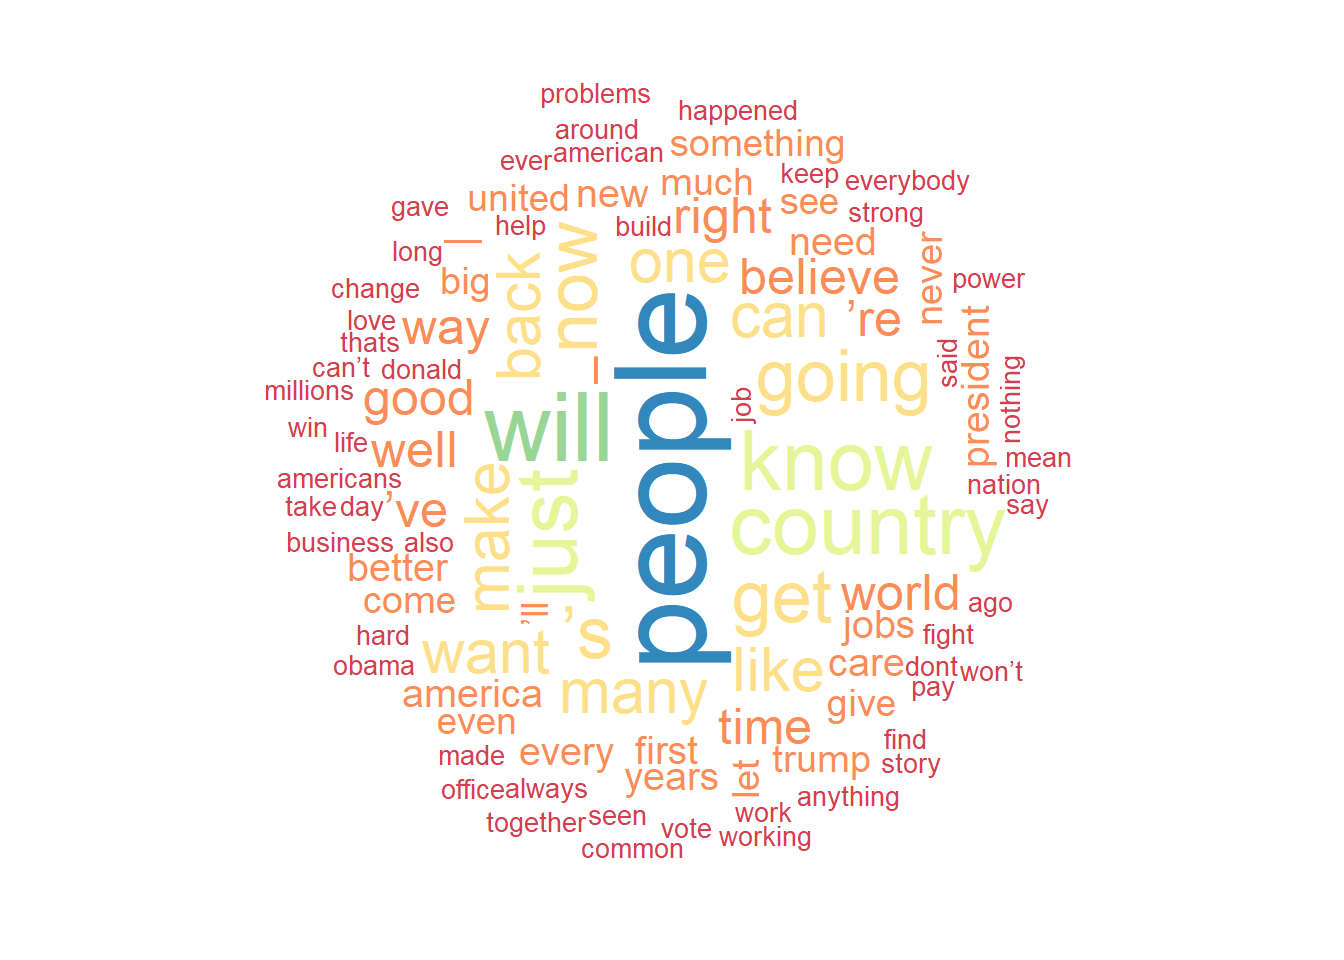 problems
happened
around
something
ever
american
keep
everybody
united
new
much
see
strong
gave
help
build
right
need
never
long
_
back
now
one
believe
power
change
big
can
're
love
way
thats
_
president
said
can’t
donald
going
nothing
millions
good
will
people
job
win
life
well
know
mean
americans
nation
take
day
’ve
make
just
country
say
business
also
better
get
world
come
’ll
’s
ago
jobs
fight
hard
want
like
care
dont
won’t
obama
pay
america
many
give
even
time
find
made
every
first
trump
story
years
let
office
always
anything
together
seen
work
vote
working
common